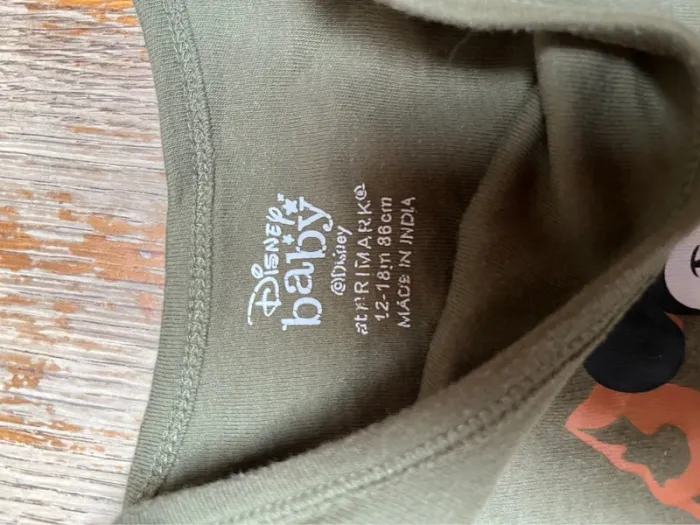 Disney
baby
©Disney
at PRIMARK®
12-18m 86cm
MADE IN INDIA